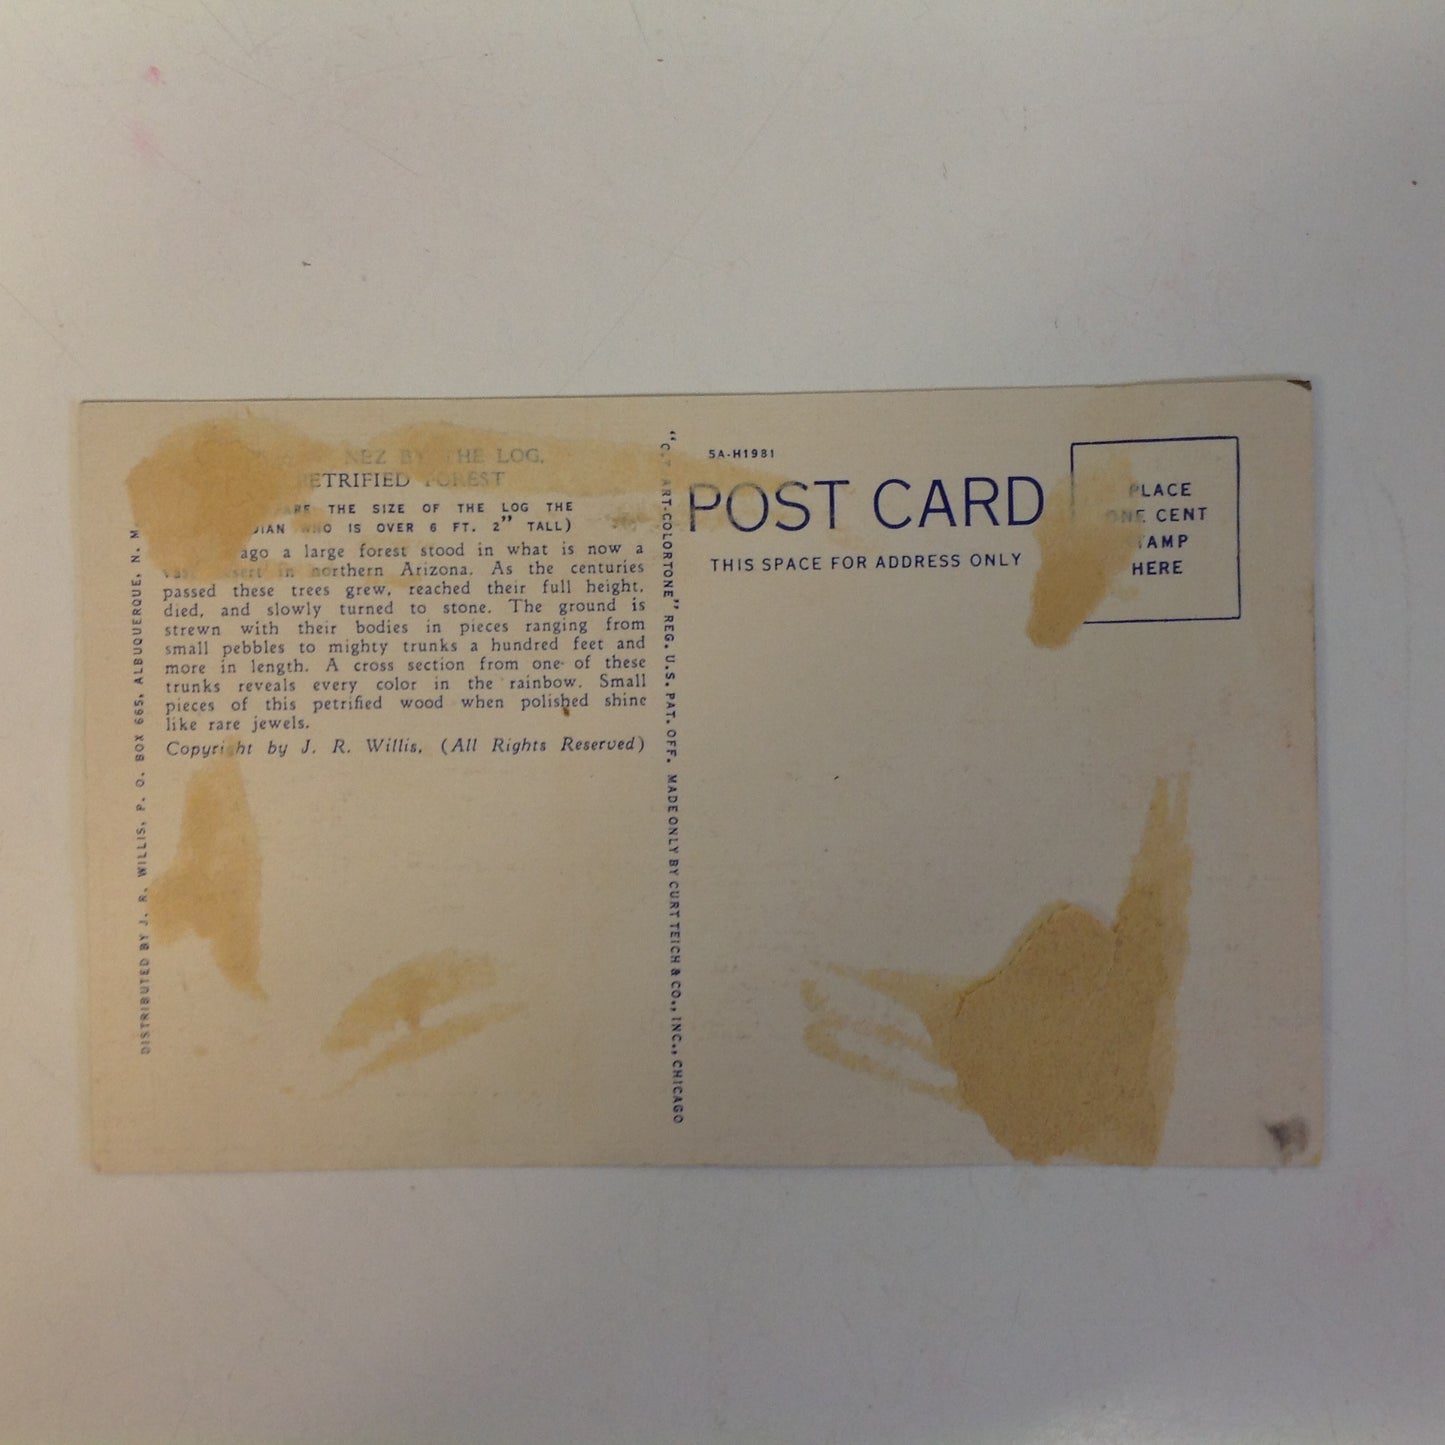 NEZ BY THE LOG,
PETRIFIED FOREST
THE SIZE OF THE LOG THE
WHO IS OVER 6 FT. 2" TALL)
ago a large forest stood in what is now a
vast desert in northern Arizona. As the centuries
passed these trees grew, reached their full height,
died, and slowly turned to stone. The ground is
strewn with their bodies in pieces ranging from
small pebbles to mighty trunks a hundred feet and
more in length. A cross section from one of these
trunks reveals every color in the rainbow. Small
pieces of this petrified wood when polished shine
like rare jewels.
Copyright by J. R. Willis, (All Rights Reserved)
DISTRIBUTED BY J. R. WILLIS, P. O. BOX 665, ALBUQUERQUE, N. M.
"C.T. ART-COLORTONE" REG. U.S. PAT. OFF. MADE ONLY BY CURT TEICH & CO., INC., CHICAGO
5A-H1981
POST CARD
THIS SPACE FOR ADDRESS ONLY
PLACE
ONE CENT
STAMP
HERE